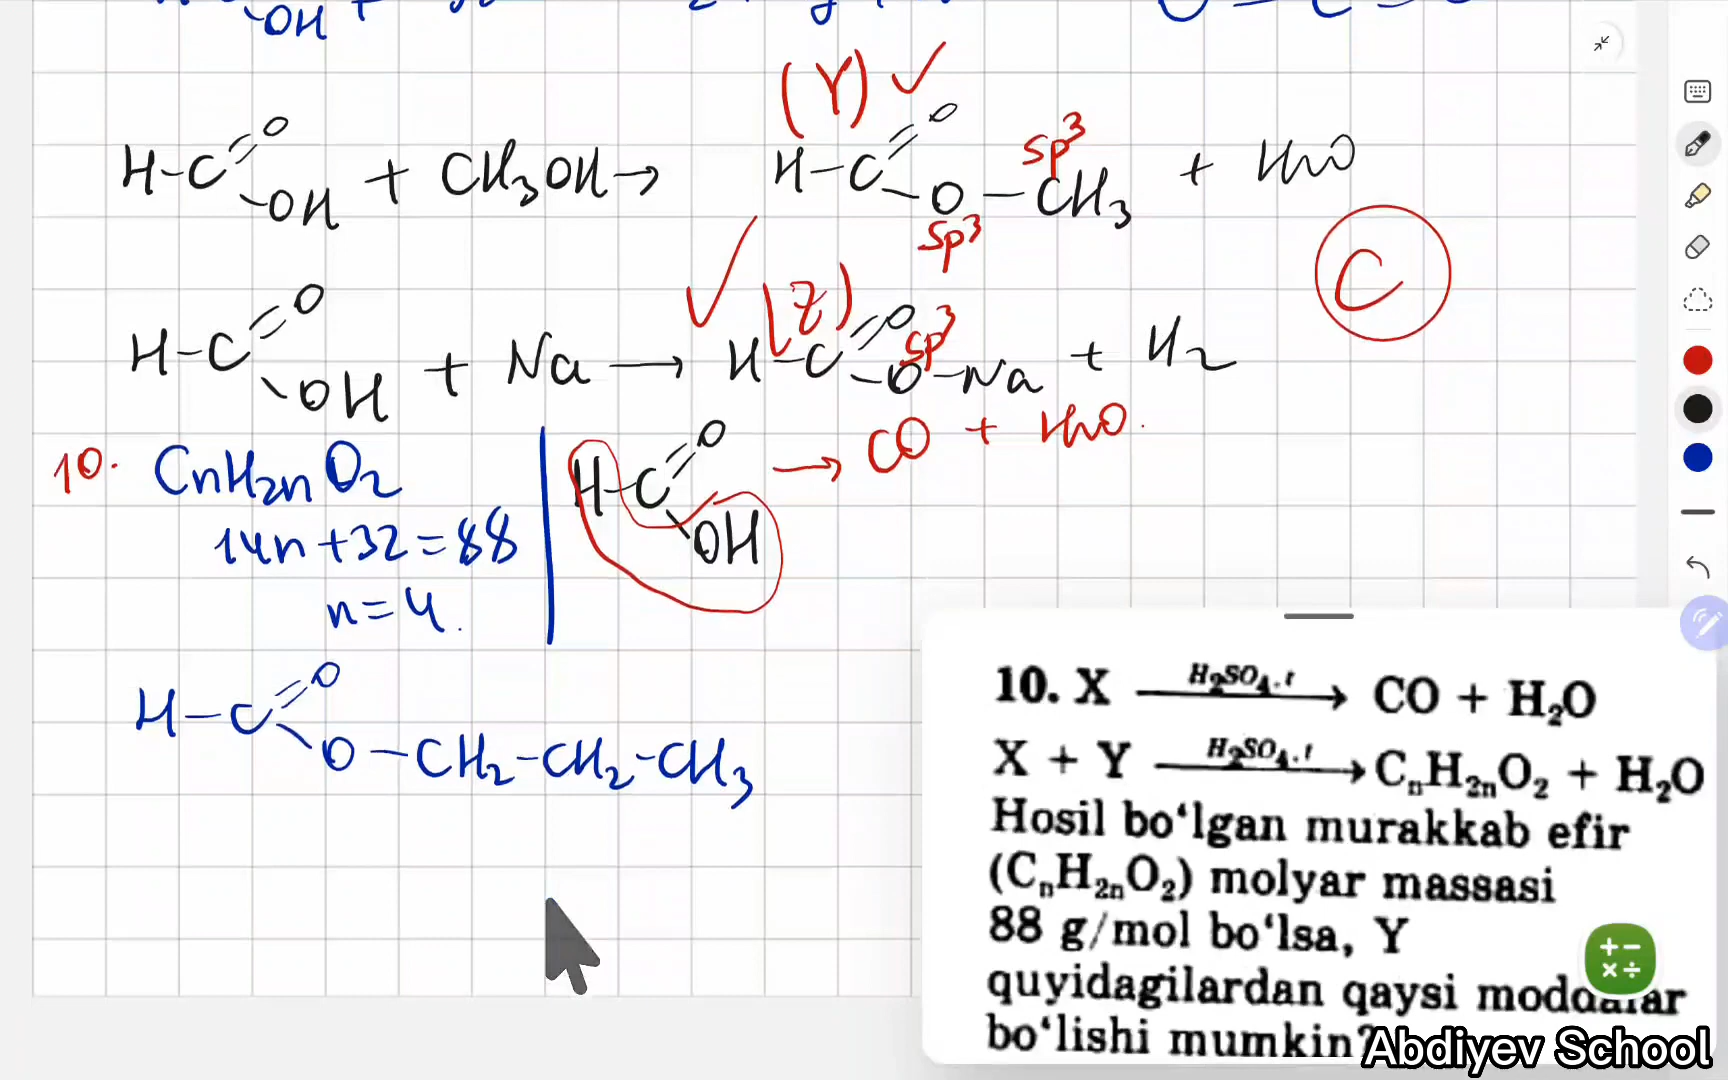 OH +
(Y) ✓
H-C=O -OH + CH3OH → H-C=O -O-CH3 + H2O
sp³
sp³
C
✓ (Z)
H-C=O -OH + Na → H-C=O -O-Na + H2
sp³
10. CnH2nO2
14n+32=88
n=4.
H-C=O OH → CO + H2O.
H-C=O O-CH2-CH2-CH3
10. X —H₂SO₄,t→ CO + H₂O
X + Y —H₂SO₄,t→ CₙH₂ₙO₂ + H₂O
Hosil bo‘lgan murakkab efir
(CₙH₂ₙO₂) molyar massasi
88 g/mol bo‘lsa, Y
quyidagilardan qaysi moddalar
bo‘lishi mumkin?
Abdiyev School